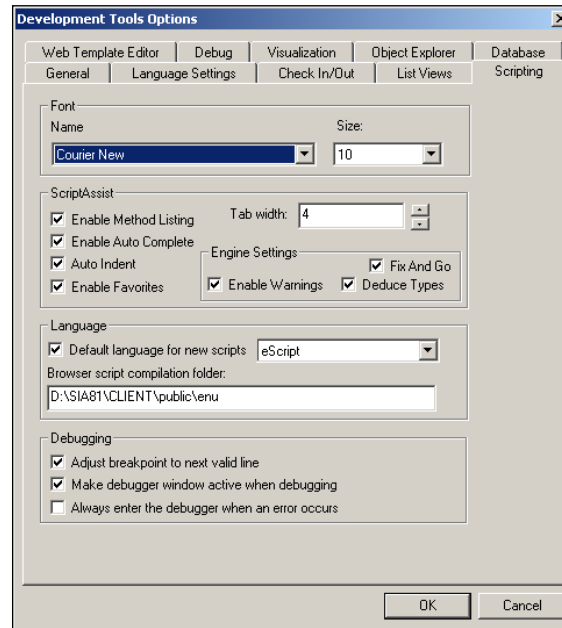 Development Tools Options
Web Template Editor Debug Visualization Object Explorer Database
General Language Settings Check In/Out List Views Scripting
Font
Name Size:
Courier New 10
ScriptAssist
Enable Method Listing Tab width: 4
Enable Auto Complete
Engine Settings
Auto Indent Fix And Go
Enable Favorites Enable Warnings Deduce Types
Language
Default language for new scripts eScript
Browser script compilation folder:
D:\SIA81\CLIENT\public\enu
Debugging
Adjust breakpoint to next valid line
Make debugger window active when debugging
Always enter the debugger when an error occurs
OK Cancel